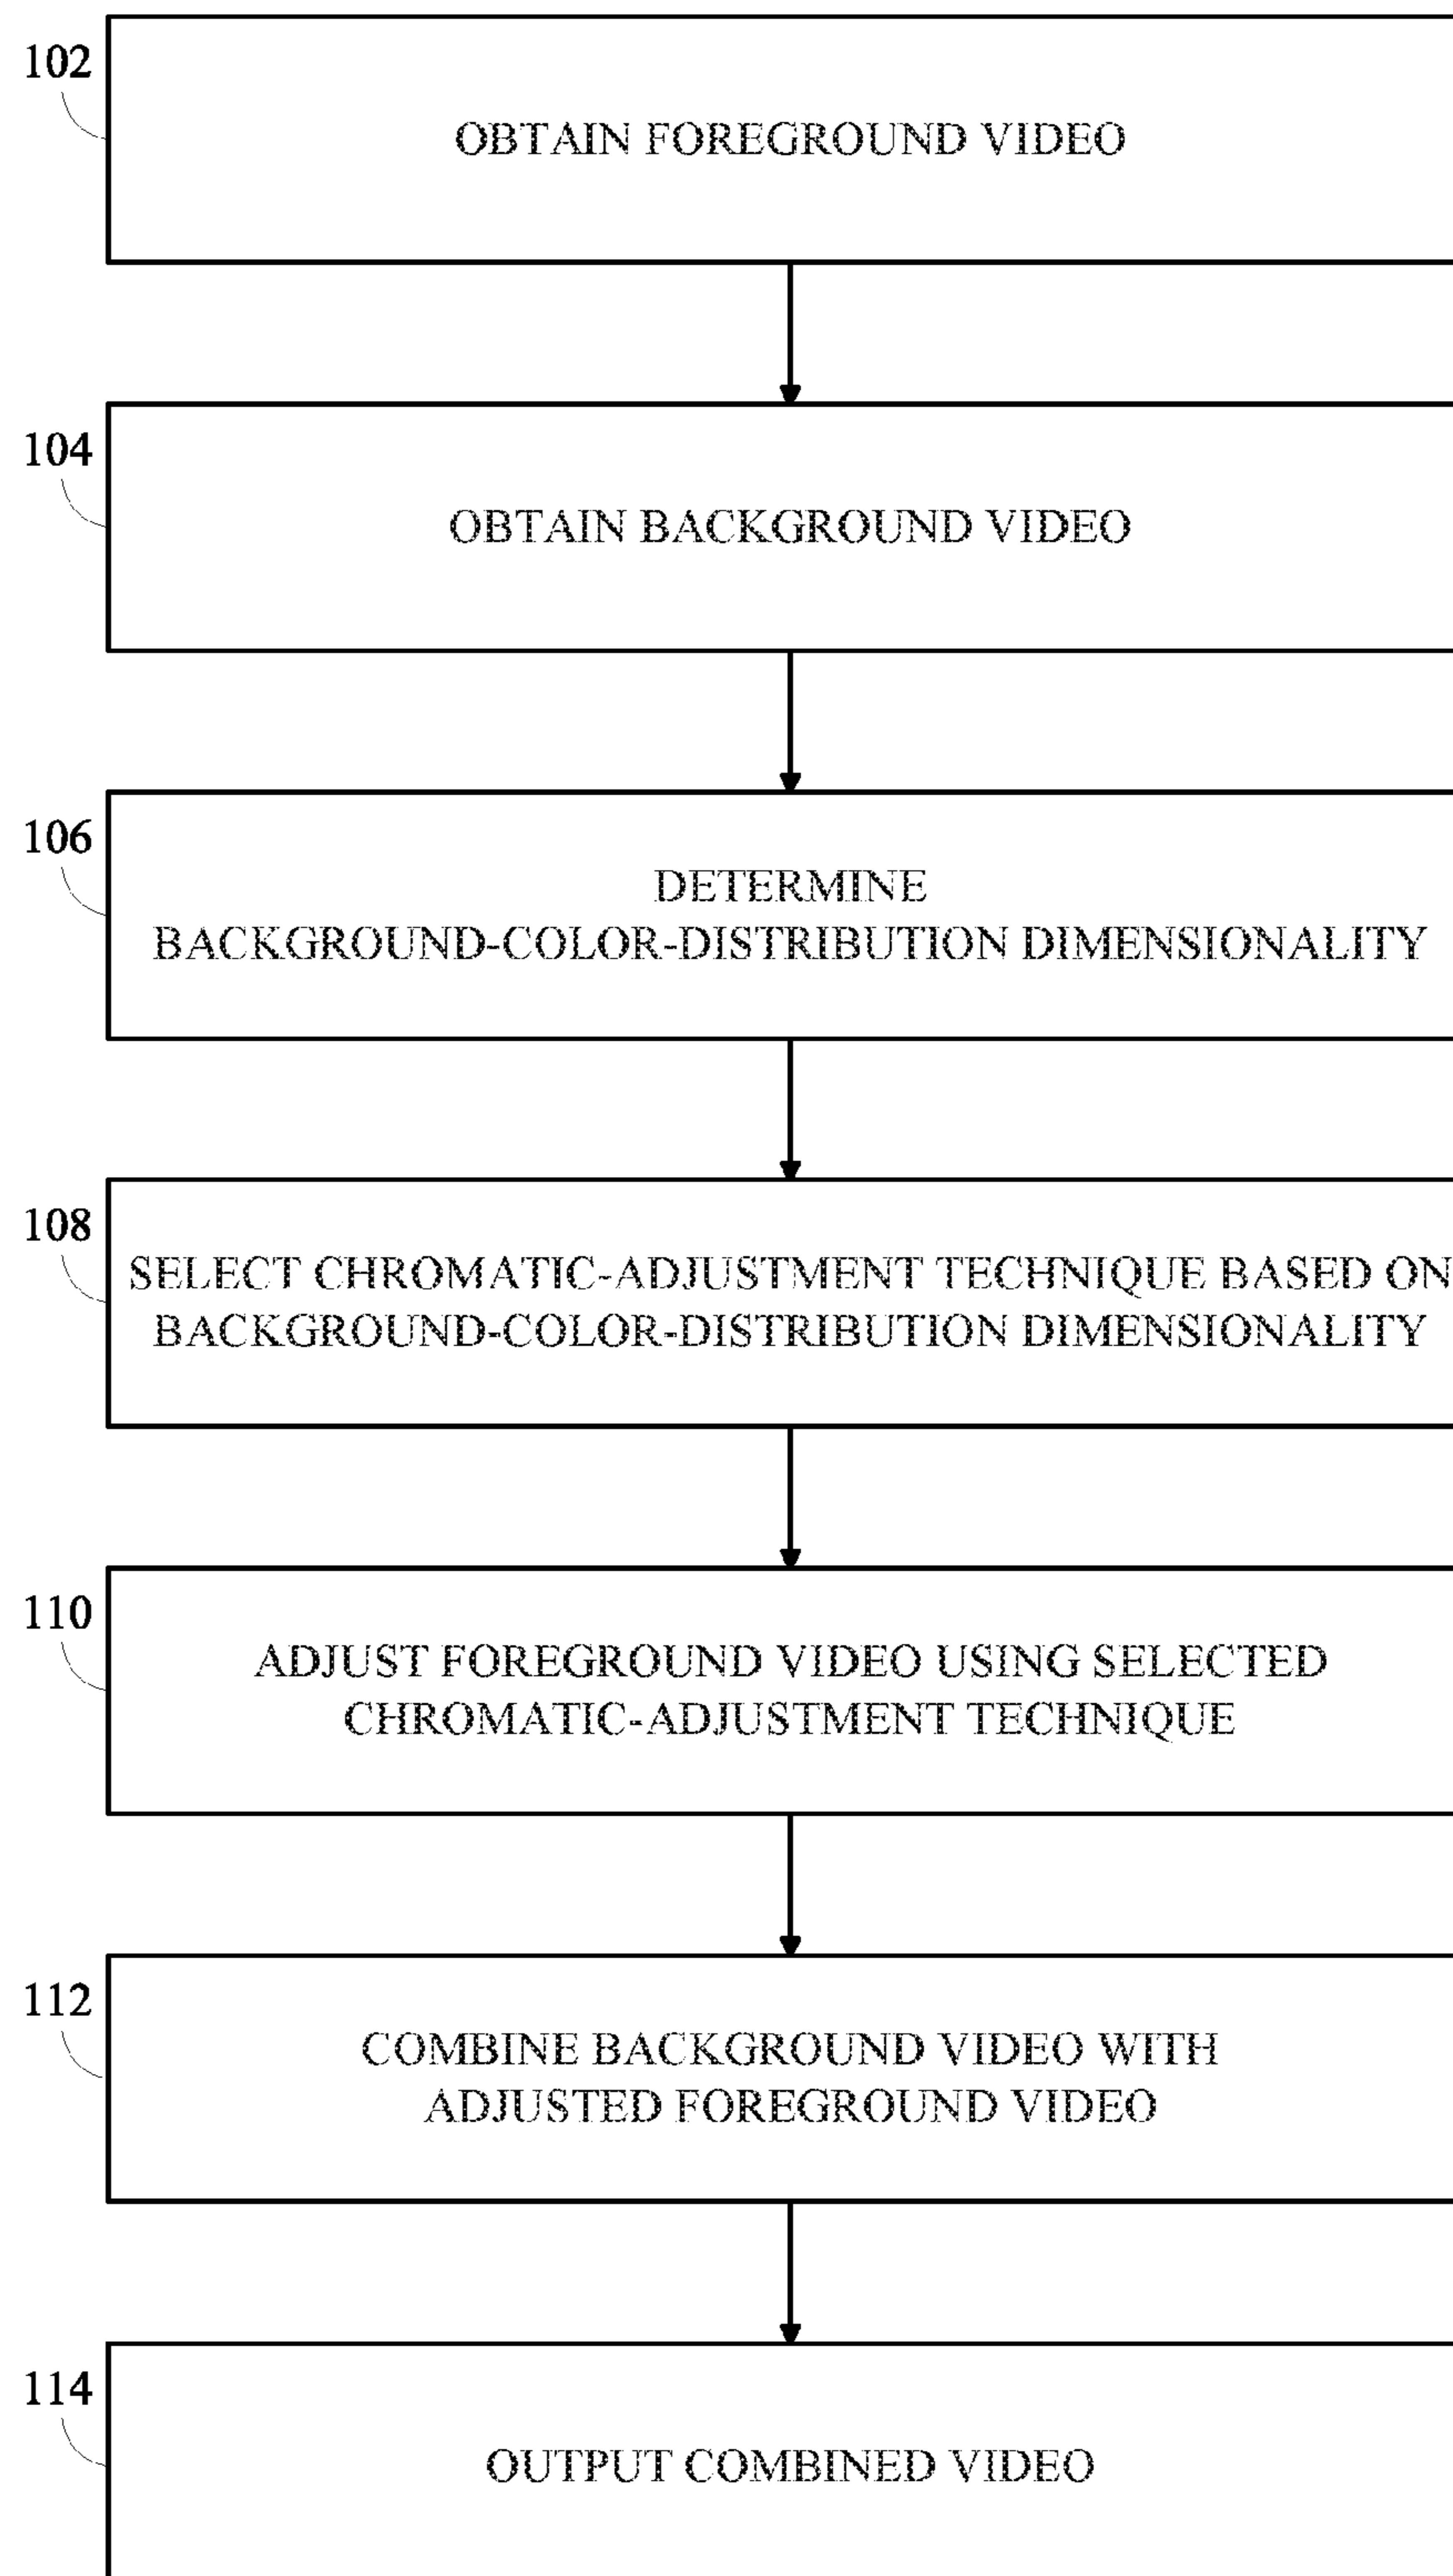 102
OBTAIN FOREGROUND VIDEO
104
OBTAIN BACKGROUND VIDEO
106
DETERMINE
BACKGROUND-COLOR-DISTRIBUTION DIMENSIONALITY
108
SELECT CHROMATIC-ADJUSTMENT TECHNIQUE BASED ON
BACKGROUND-COLOR-DISTRIBUTION DIMENSIONALITY
110
ADJUST FOREGROUND VIDEO USING SELECTED
CHROMATIC-ADJUSTMENT TECHNIQUE
112
COMBINE BACKGROUND VIDEO WITH
ADJUSTED FOREGROUND VIDEO
114
OUTPUT COMBINED VIDEO